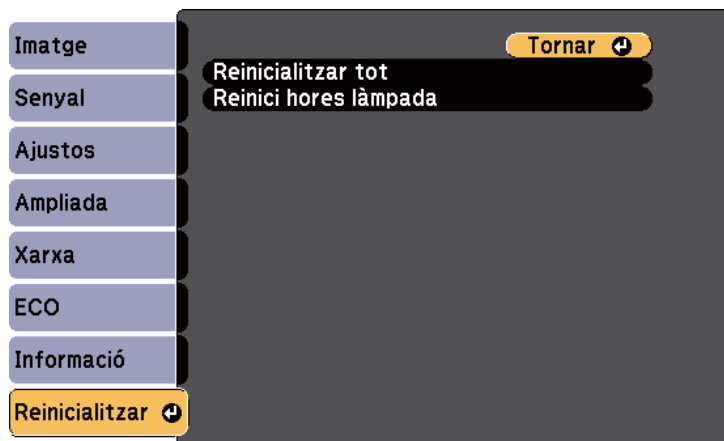 Imatge
Senyal
Ajustos
Ampliada
Xarxa
ECO
Informació
Reinicialitzar
Tornar
Reinicialitzar tot
Reinici hores làmpada